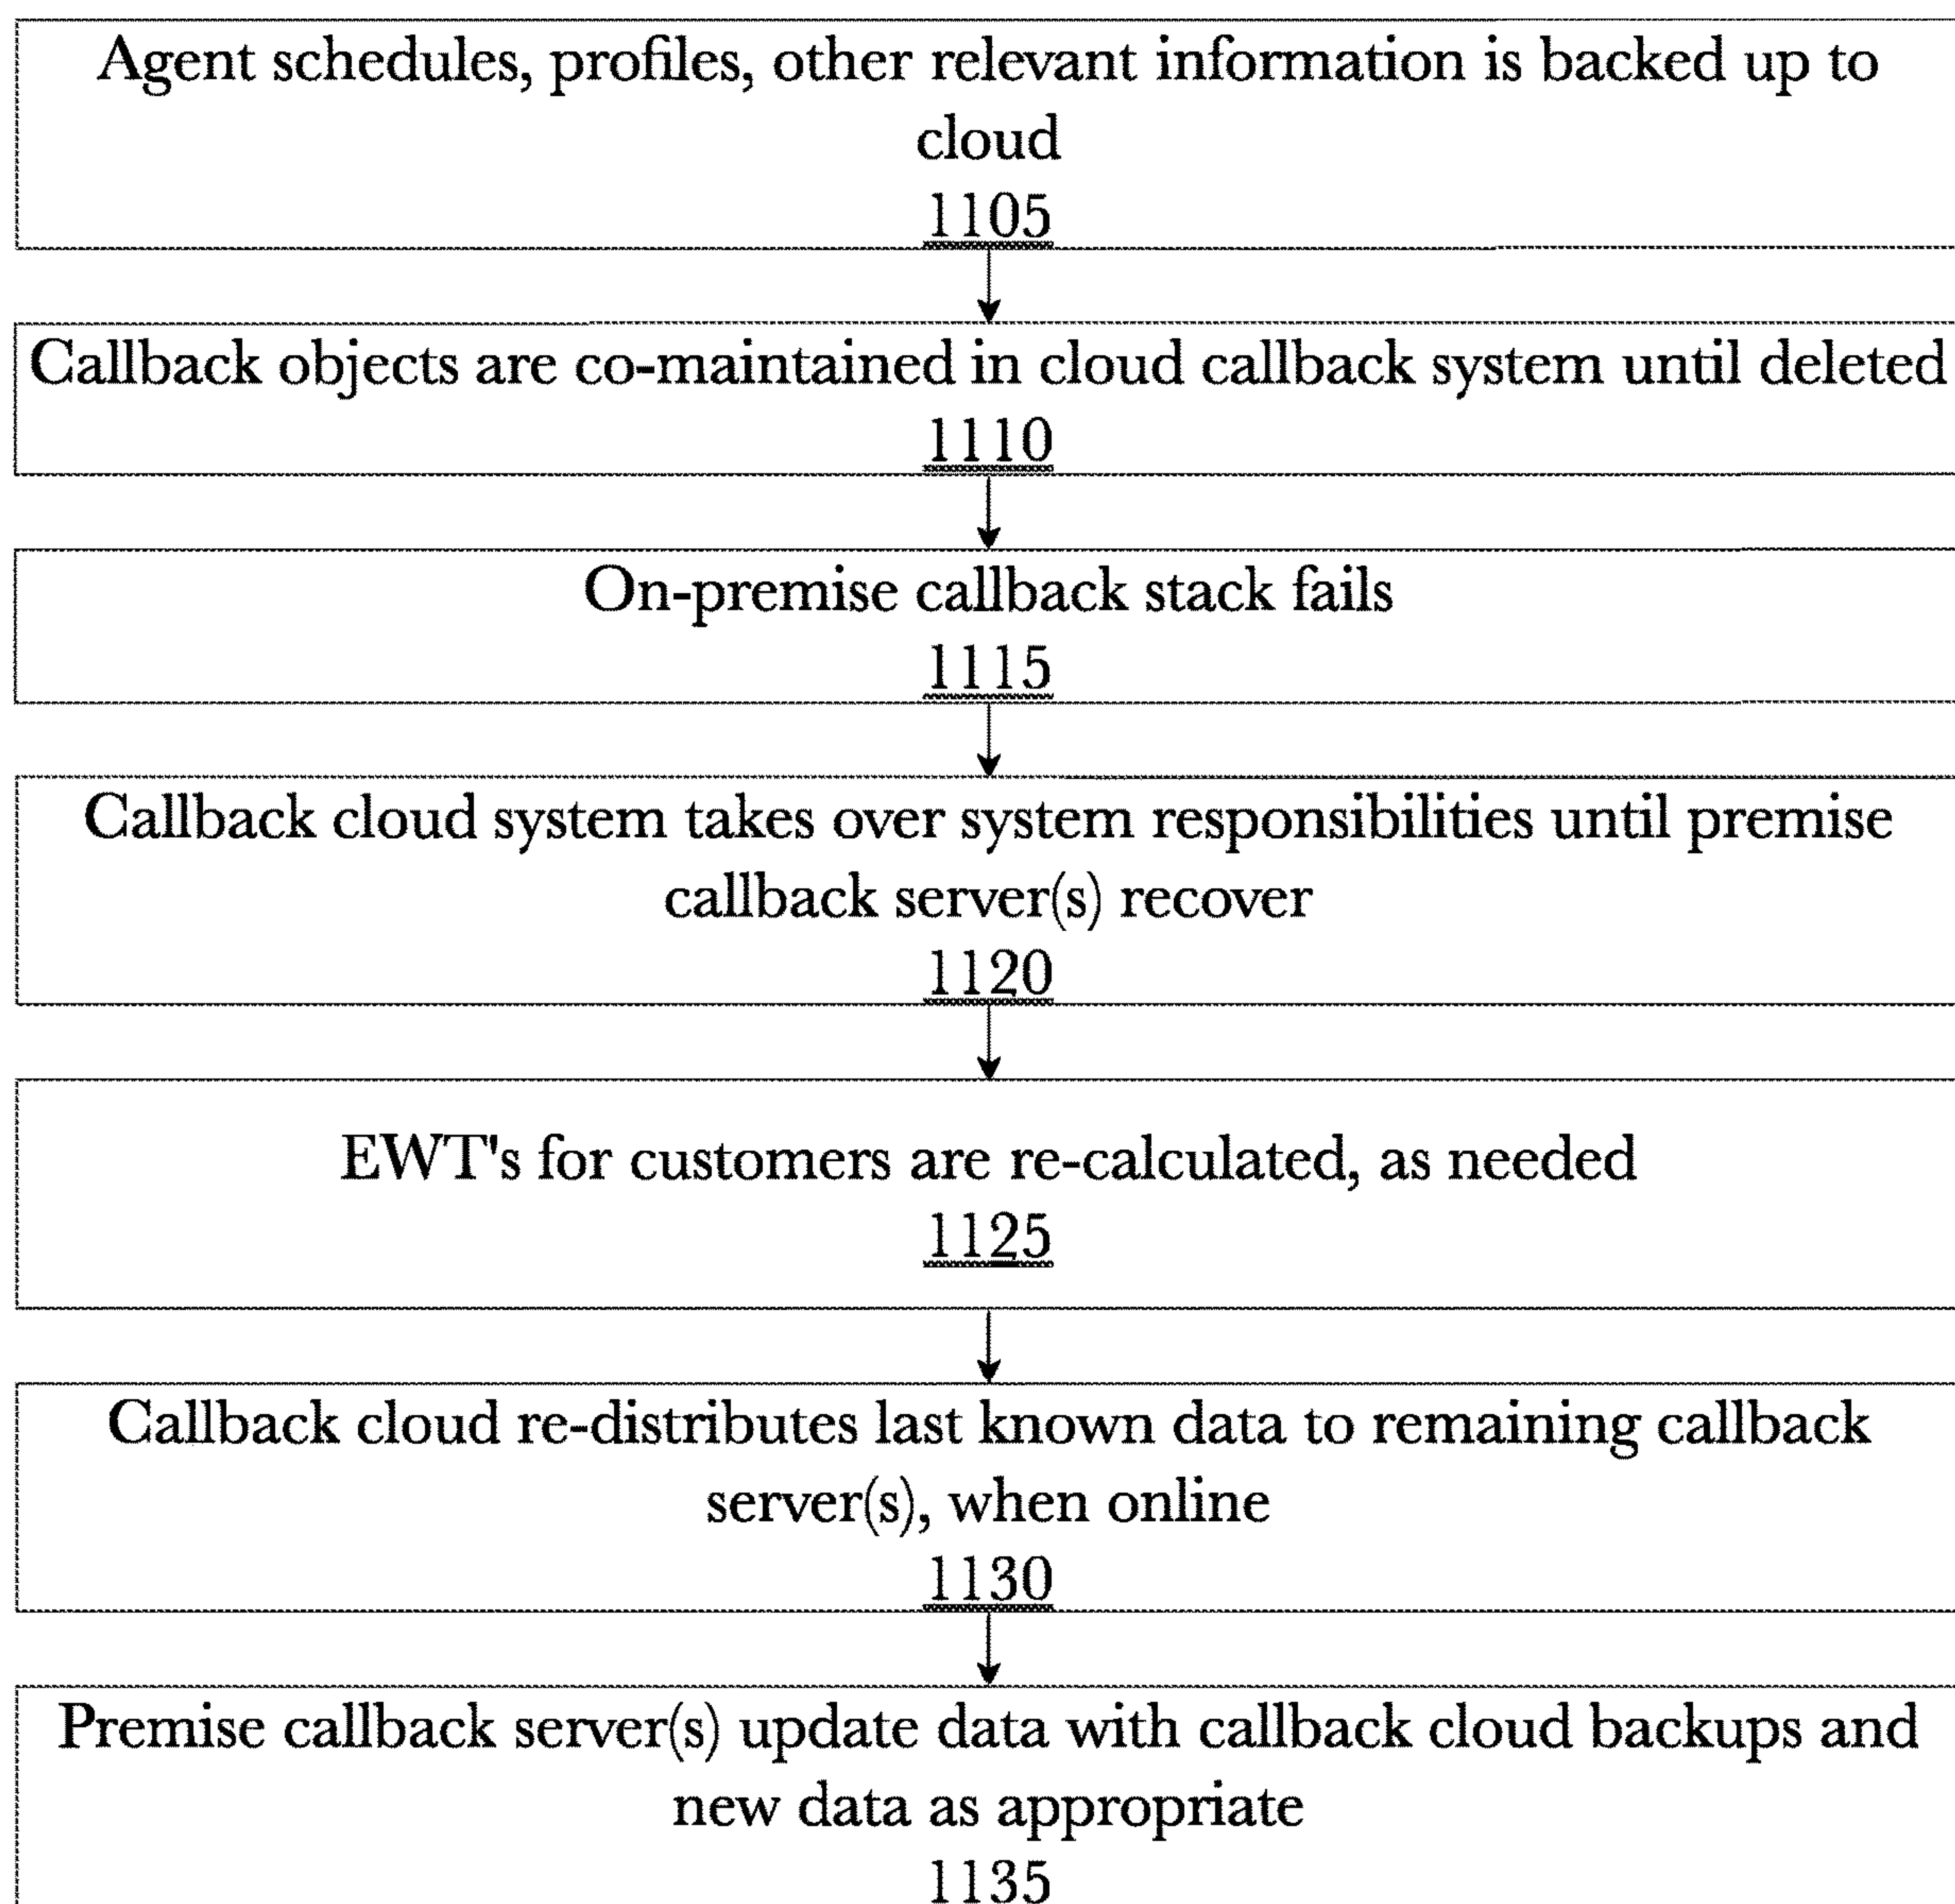 Agent schedules, profiles, other relevant information is backed up to
cloud
1105
Callback objects are co-maintained in cloud callback system until deleted
1110
On-premise callback stack fails
1115
Callback cloud system takes over system responsibilities until premise
callback server(s) recover
1120
EWT's for customers are re-calculated, as needed
1125
Callback cloud re-distributes last known data to remaining callback
server(s), when online
1130
Premise callback server(s) update data with callback cloud backups and
new data as appropriate
1135